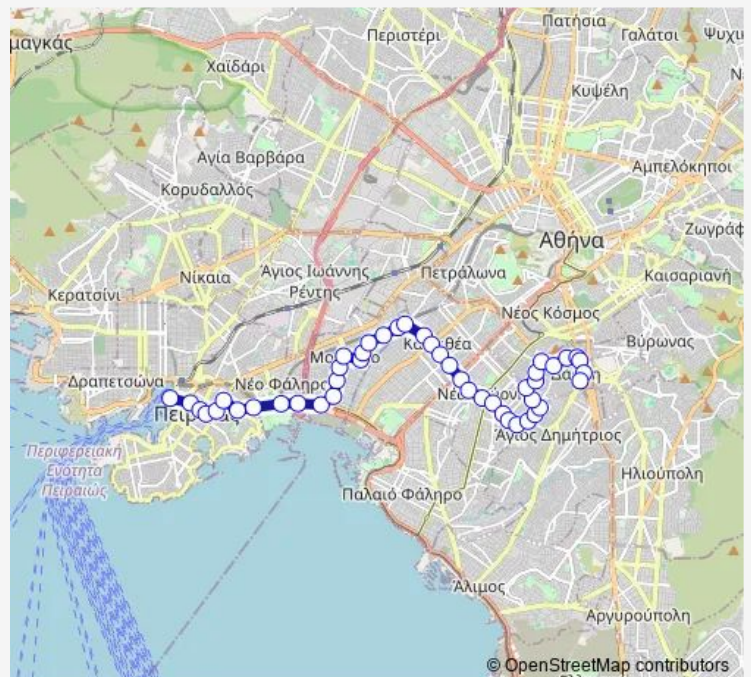 Πατήσια
Γαλάτσι
μαγκάς
Περιστέρι
Χαϊδάρι
Κυψέλη
Αγία Βαρβάρα
Αμπελόκηποι
Κορυδαλλός
Αθήνα
Νίκαια
Άγιος Ιωάννης
Ρέντης
Πετράλωνα
Καισαριανή
Κερατσίνι
Νέος Κόσμος
Βύρωνας
Δραπετσώνα
Νέο Φάληρο
Άγιος Δημήτριος
Περιφερειακή
Ενότητα
Πειραιώς
Ηλιούπολη
Παλαιό Φάληρο
Άλιμος
Αργυρούπολη
© OpenStreetMap contributors